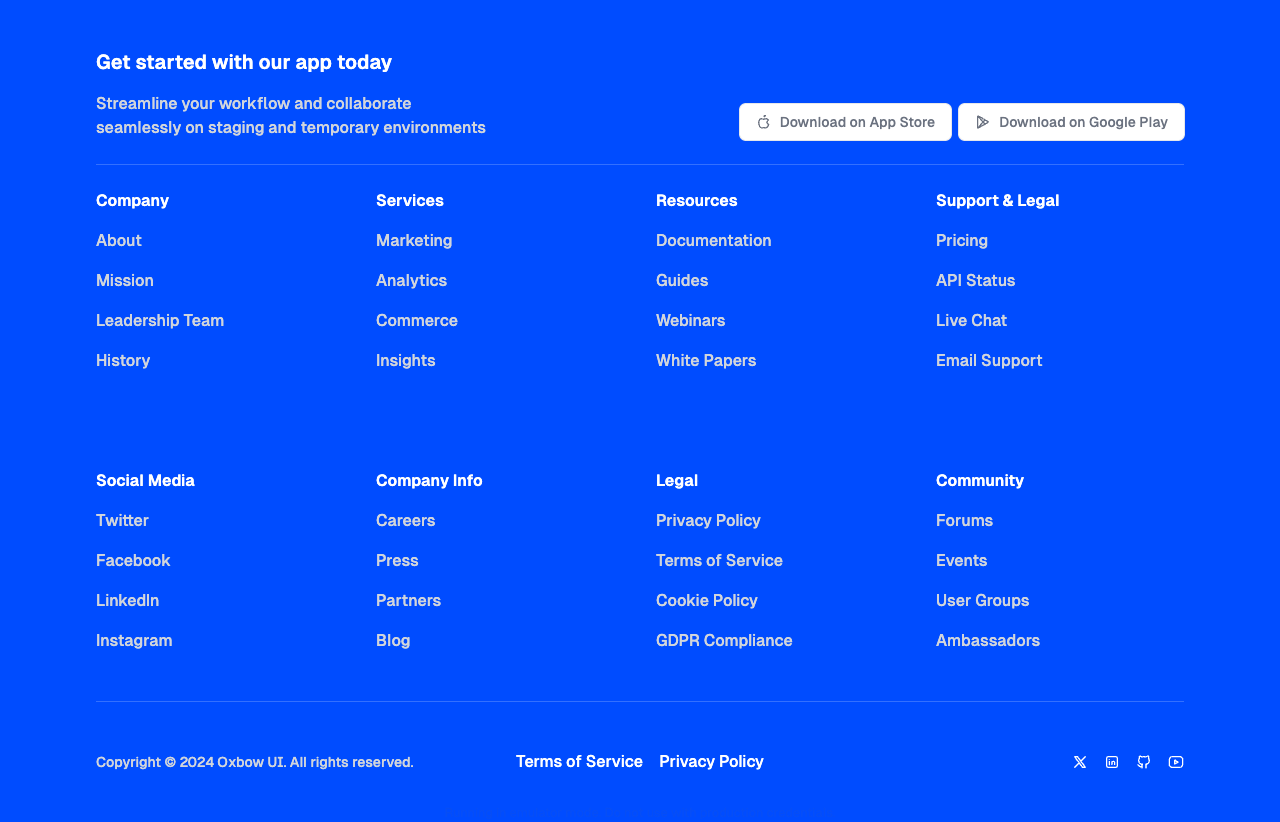 Get started with our app today
Streamline your workflow and collaborate
seamlessly on staging and temporary environments
Download on App Store
Download on Google Play
Company
About
Mission
Leadership Team
History
Services
Marketing
Analytics
Commerce
Insights
Resources
Documentation
Guides
Webinars
White Papers
Support & Legal
Pricing
API Status
Live Chat
Email Support
Social Media
Twitter
Facebook
LinkedIn
Instagram
Company Info
Careers
Press
Partners
Blog
Legal
Privacy Policy
Terms of Service
Cookie Policy
GDPR Compliance
Community
Forums
Events
User Groups
Ambassadors
Copyright © 2024 Oxbow UI. All rights reserved.
Terms of Service
Privacy Policy